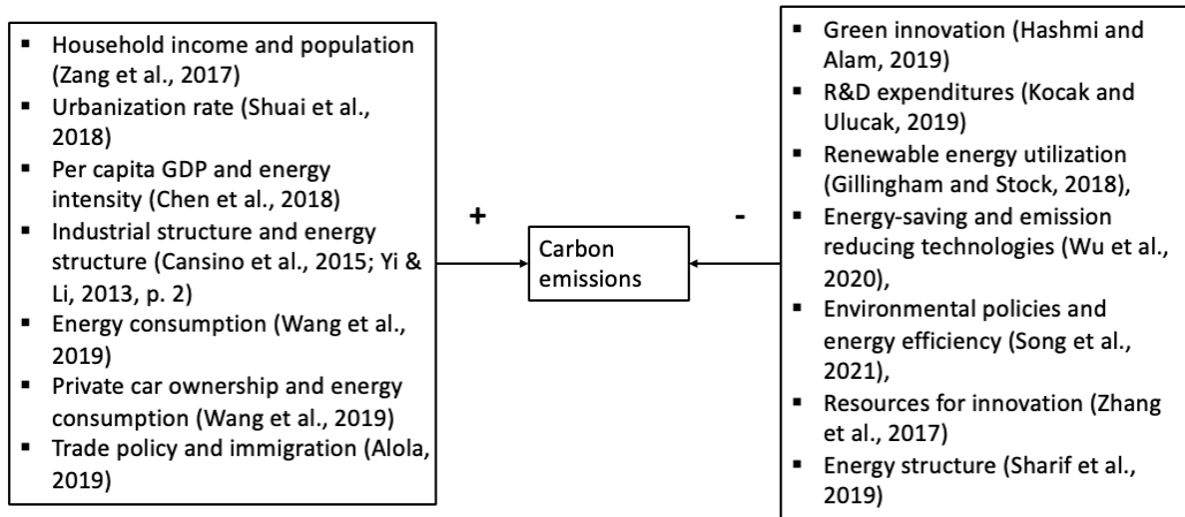 ▪ Household income and population
(Zang et al., 2017)
▪ Urbanization rate (Shuai et al.,
2018)
▪ Per capita GDP and energy
intensity (Chen et al., 2018)
▪ Industrial structure and energy
structure (Cansino et al., 2015; Yi &
Li, 2013, p. 2)
▪ Energy consumption (Wang et al.,
2019)
▪ Private car ownership and energy
consumption (Wang et al., 2019)
▪ Trade policy and immigration (Alola,
2019)
+
Carbon
emissions
-
▪ Green innovation (Hashmi and
Alam, 2019)
▪ R&D expenditures (Kocak and
Ulucak, 2019)
▪ Renewable energy utilization
(Gillingham and Stock, 2018),
▪ Energy-saving and emission
reducing technologies (Wu et al.,
2020),
▪ Environmental policies and
energy efficiency (Song et al.,
2021),
▪ Resources for innovation (Zhang
et al., 2017)
▪ Energy structure (Sharif et al.,
2019)